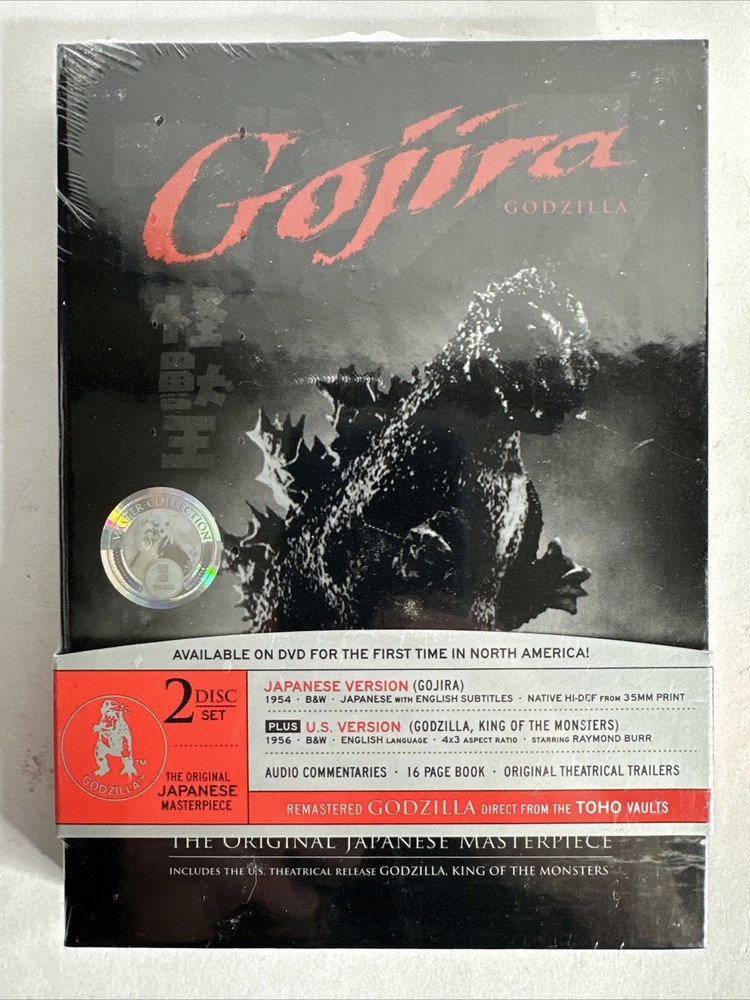 Gojira
GODZILLA
怪獣王
MASTER COLLECTION
AVAILABLE ON DVD FOR THE FIRST TIME IN NORTH AMERICA!
2 DISC
SET
THE ORIGINAL
JAPANESE
MASTERPIECE
GODZILLA™
JAPANESE VERSION (GOJIRA)
1954 · B&W · JAPANESE WITH ENGLISH SUBTITLES · NATIVE HI-DEF FROM 35MM PRINT
PLUS U.S. VERSION (GODZILLA, KING OF THE MONSTERS)
1956 · B&W · ENGLISH LANGUAGE · 4x3 ASPECT RATIO · STARRING RAYMOND BURR
AUDIO COMMENTARIES · 16 PAGE BOOK · ORIGINAL THEATRICAL TRAILERS
REMASTERED GODZILLA DIRECT FROM THE TOHO VAULTS
THE ORIGINAL JAPANESE MASTERPIECE
INCLUDES THE U.S. THEATRICAL RELEASE GODZILLA, KING OF THE MONSTERS